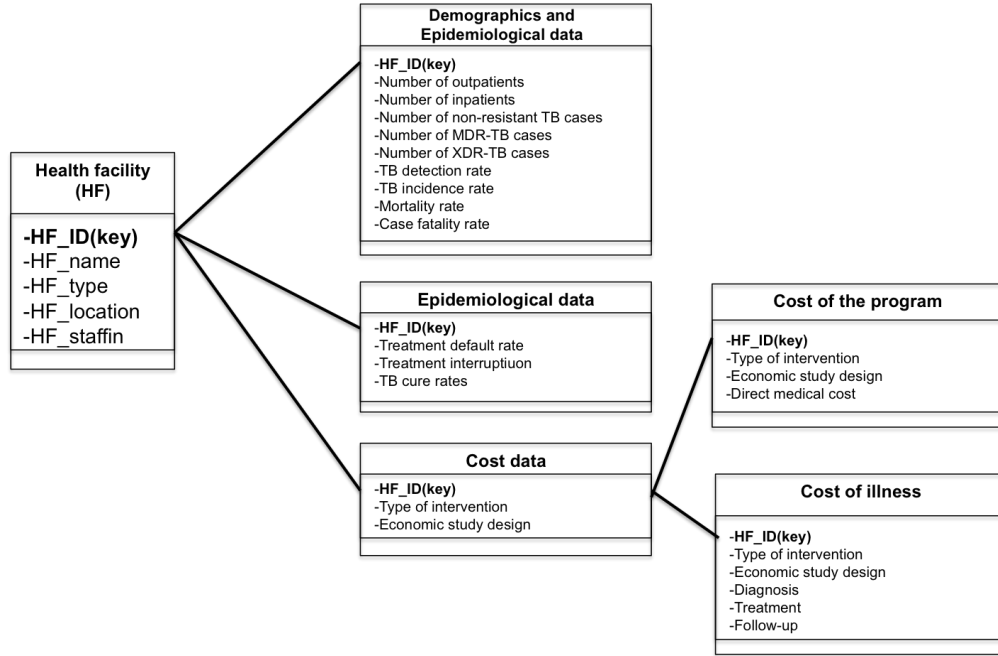 Health facility
(HF)
-HF_ID(key)
-HF_name
-HF_type
-HF_location
-HF_staffin
Demographics and
Epidemiological data
-HF_ID(key)
-Number of outpatients
-Number of inpatients
-Number of non-resistant TB cases
-Number of MDR-TB cases
-Number of XDR-TB cases
-TB detection rate
-TB incidence rate
-Mortality rate
-Case fatality rate
Epidemiological data
-HF_ID(key)
-Treatment default rate
-Treatment interruptiuon
-TB cure rates
Cost data
-HF_ID(key)
-Type of intervention
-Economic study design
Cost of the program
-HF_ID(key)
-Type of intervention
-Economic study design
-Direct medical cost
Cost of illness
-HF_ID(key)
-Type of intervention
-Economic study design
-Diagnosis
-Treatment
-Follow-up